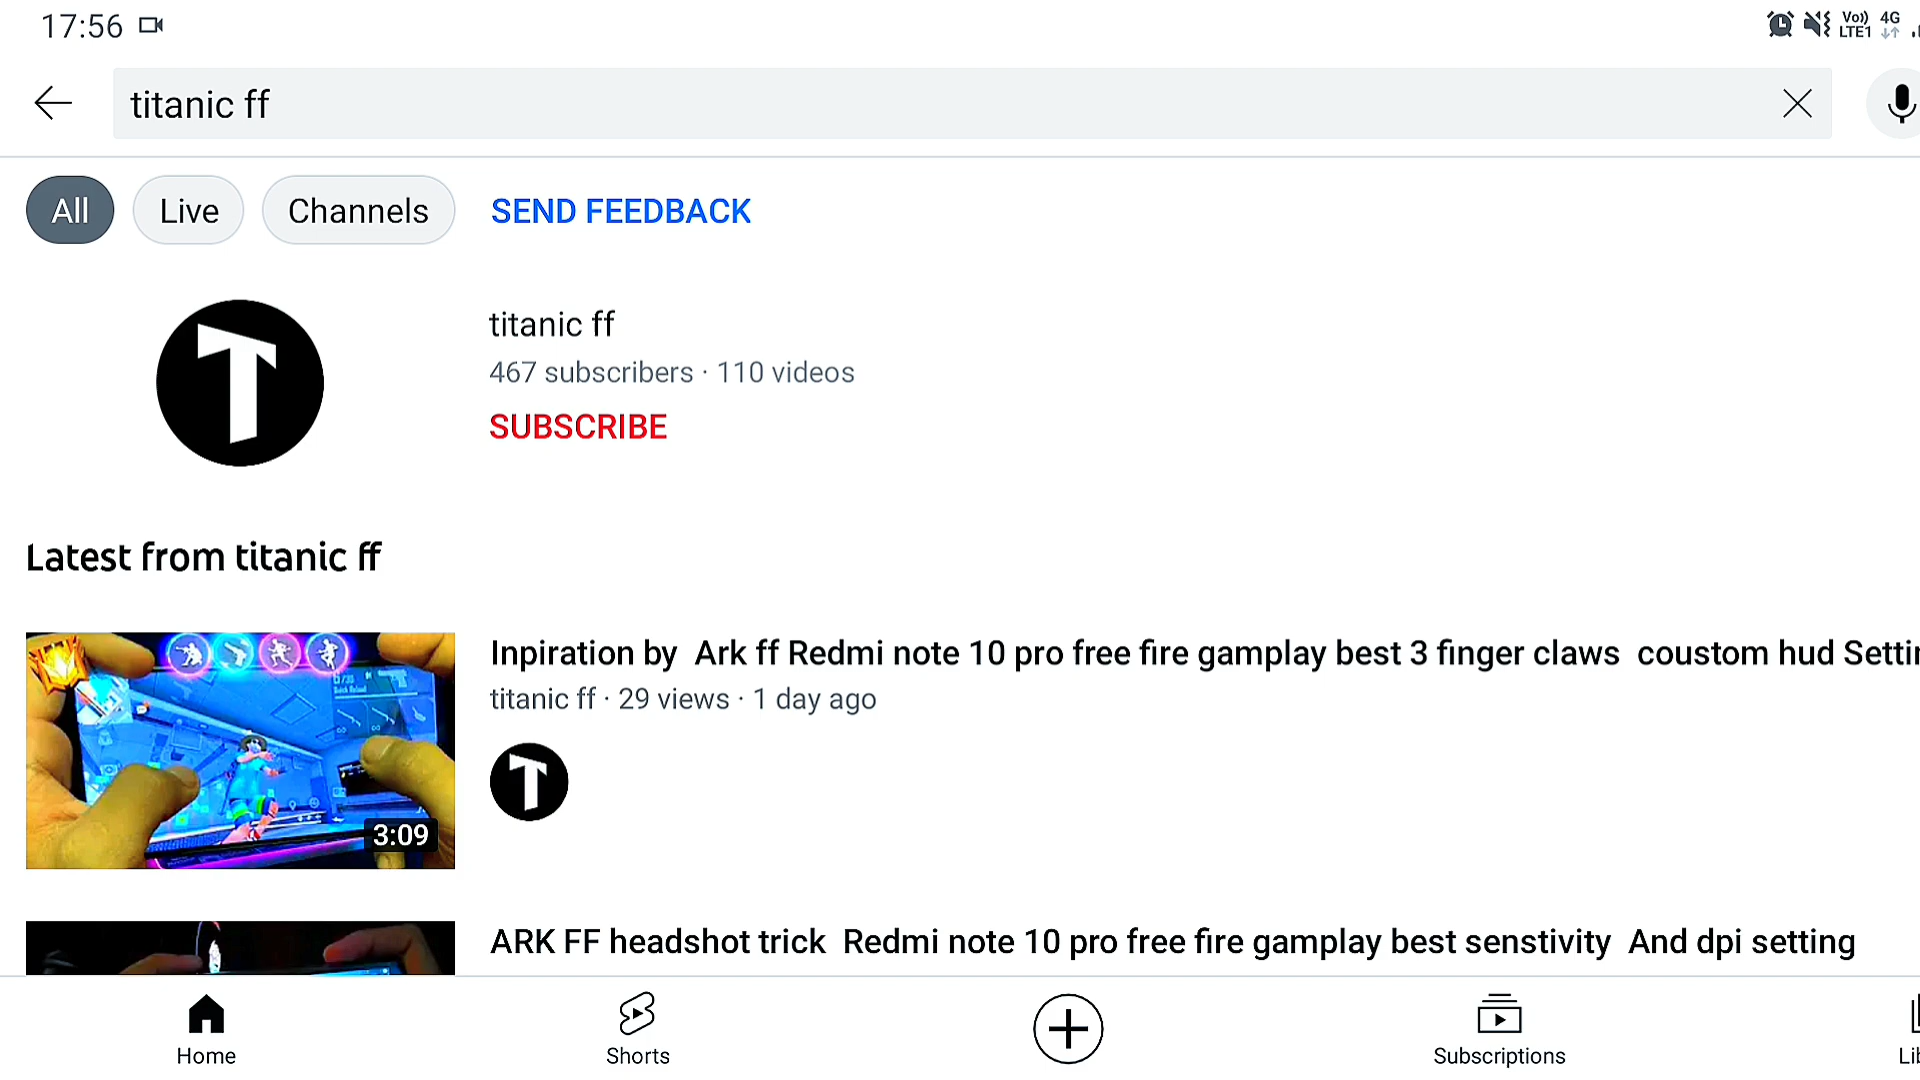 17:56
Vo)) LTE1 4G
titanic ff
All Live Channels SEND FEEDBACK
titanic ff
467 subscribers · 110 videos
SUBSCRIBE
Latest from titanic ff
Inpiration by Ark ff Redmi note 10 pro free fire gamplay best 3 finger claws coustom hud
titanic ff · 29 views · 1 day ago
3:09
ARK FF headshot trick Redmi note 10 pro free fire gamplay best senstivity And dpi setting
Home Shorts Subscriptions